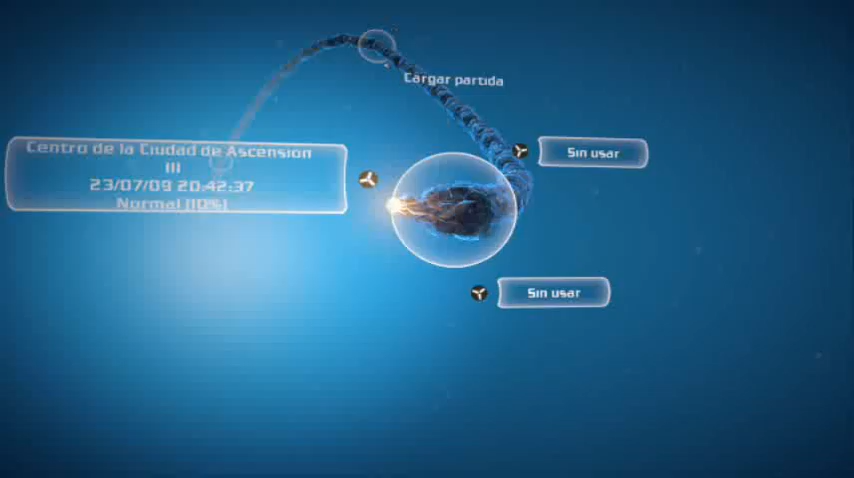 Cargar partida
Centro de la Ciudad de Ascension
III
23/07/09 20:42:37
Normal (10%)
Sin usar
Sin usar